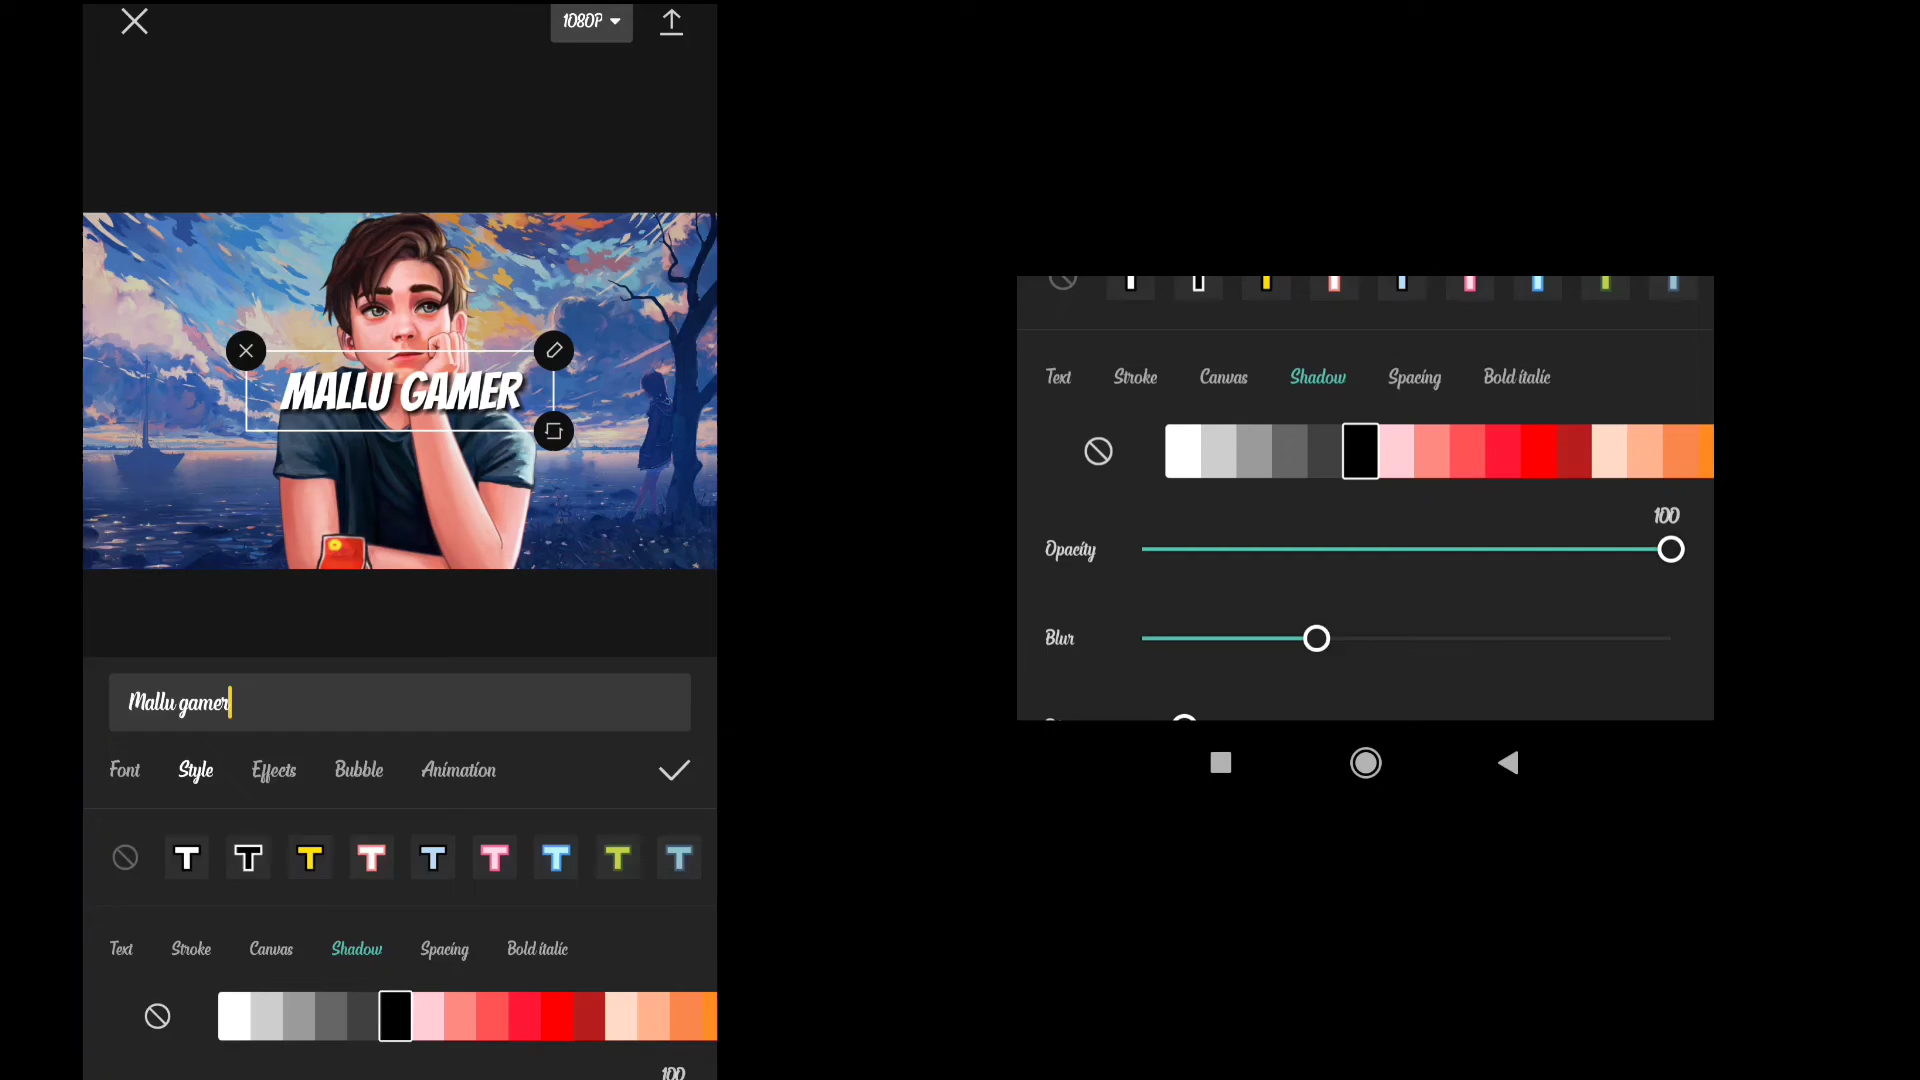 1080P
MALLU GAMER
Mallu gamer
Font Style Effects Bubble Animation
T T T T T T T T T
Text Stroke Canvas Shadow Spacing Bold italic
100
Text Stroke Canvas Shadow Spacing Bold italic
100
Opacity
Blur